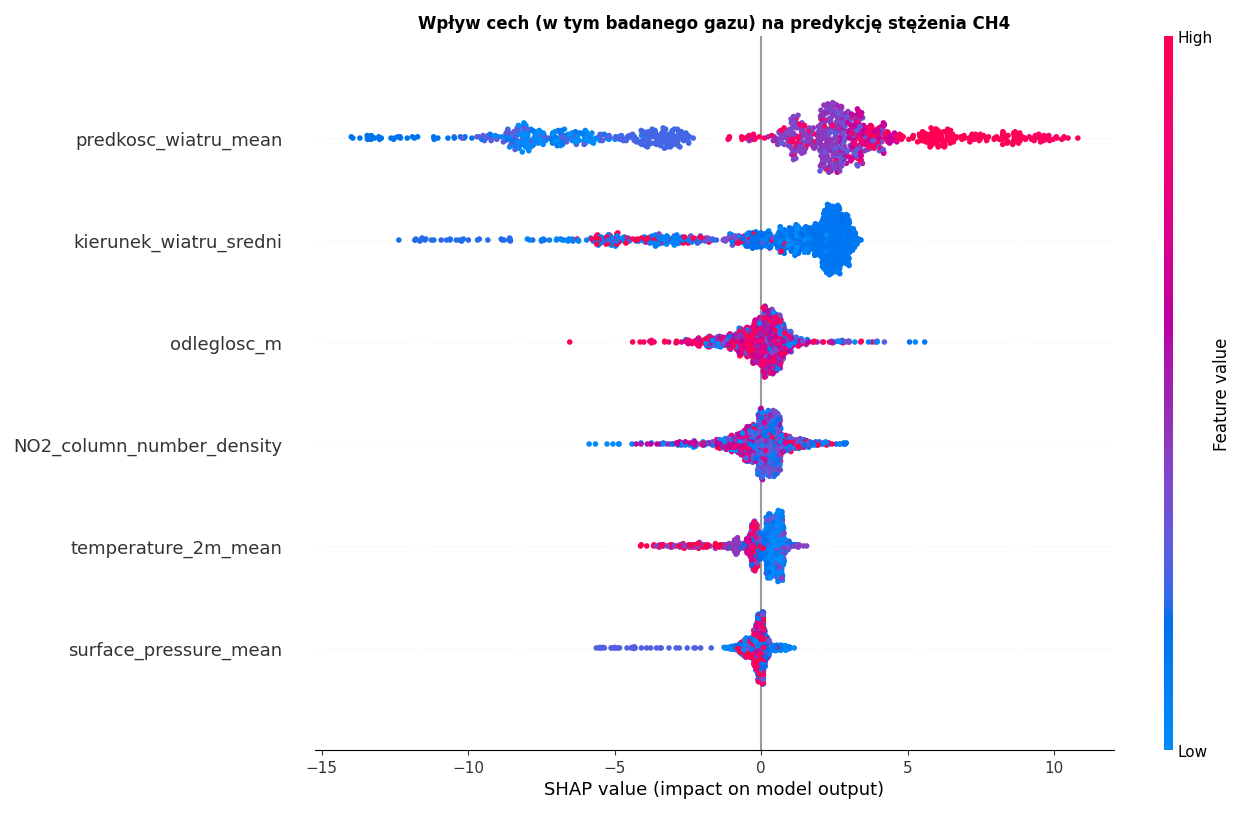 Wpływ cech (w tym badanego gazu) na predykcję stężenia CH4
High
predkosc_wiatru_mean
kierunek_wiatru_sredni
odleglosc_m
NO2_column_number_density
temperature_2m_mean
surface_pressure_mean
Feature value
Low
−15 −10 −5 0 5 10
SHAP value (impact on model output)